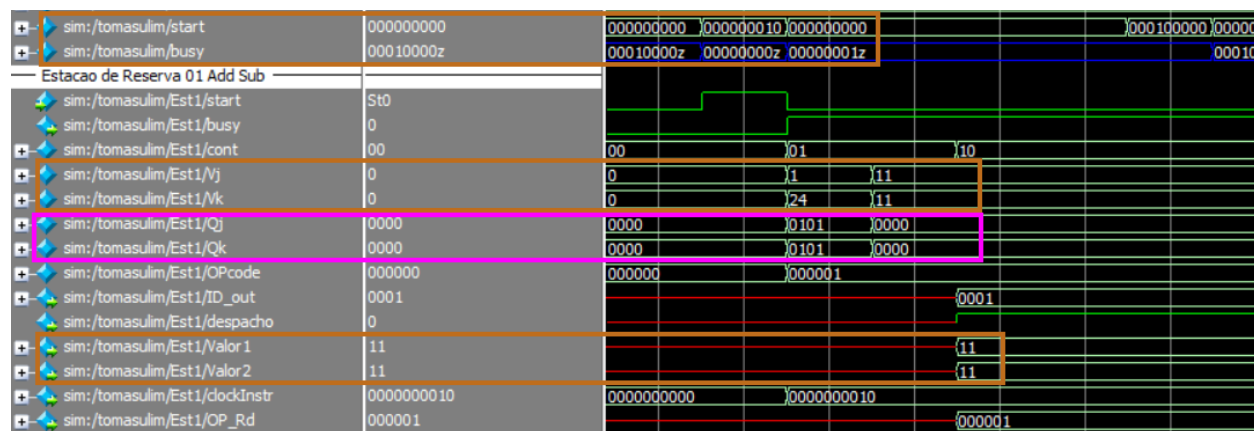 sim:/tomasulim/start 000000000 000000000 000000010 000000000 000100000 00000
sim:/tomasulim/busy 00010000z 00010000z 00000000z 00000001z 00010
Estacao de Reserva 01 Add Sub
sim:/tomasulim/Est1/start St0
sim:/tomasulim/Est1/busy 0
sim:/tomasulim/Est1/cont 00 00 01 10
sim:/tomasulim/Est1/Vj 0 0 1 11
sim:/tomasulim/Est1/Vk 0 0 24 11
sim:/tomasulim/Est1/Qj 0000 0000 0101 0000
sim:/tomasulim/Est1/Qk 0000 0000 0101 0000
sim:/tomasulim/Est1/OPcode 000000 000000 000001
sim:/tomasulim/Est1/ID_out 0001 0001
sim:/tomasulim/Est1/despacho 0
sim:/tomasulim/Est1/Valor1 11 11
sim:/tomasulim/Est1/Valor2 11 11
sim:/tomasulim/Est1/clockInstr 0000000010 0000000000 0000000010
sim:/tomasulim/Est1/OP_Rd 000001 000001